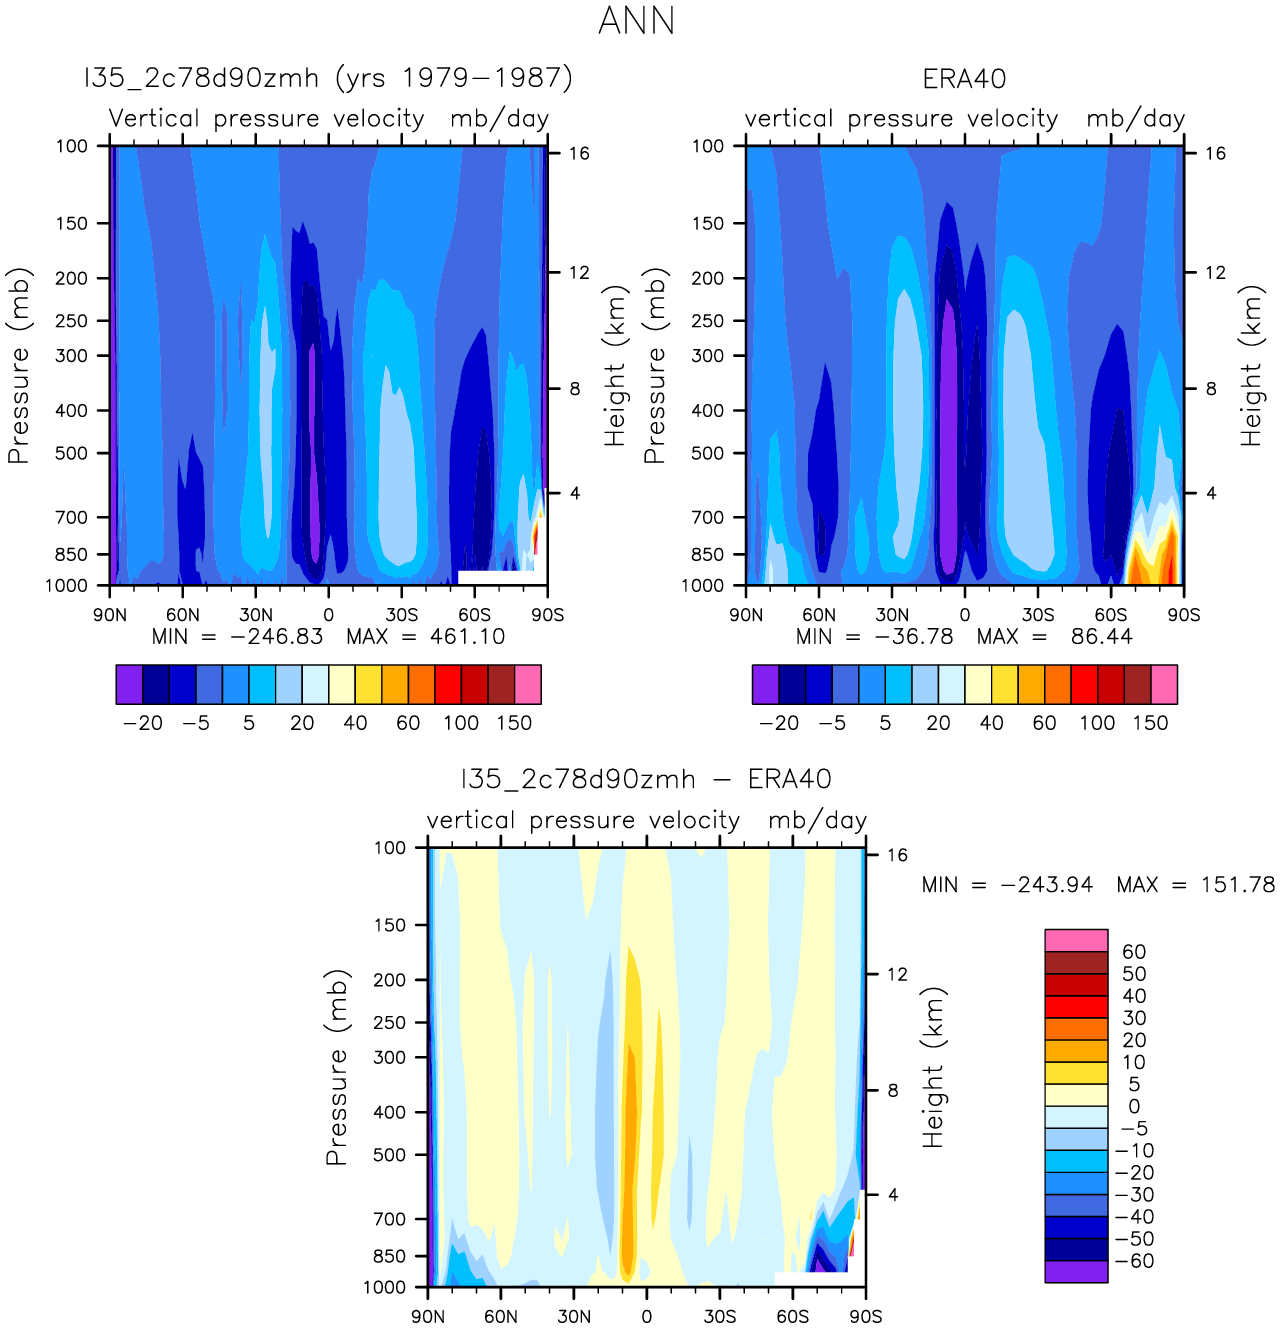 ANN
I35_2c78d90zmh (yrs 1979−1987)
Vertical pressure velocity mb/day
100
150
200
250
300
400
500
700
850
1000
Pressure (mb)
16
12
8
4
Height (km)
90N 60N 30N 0 30S 60S 90S
MIN = −246.83 MAX = 461.10
−20 −5 5 20 40 60 100 150
ERA40
vertical pressure velocity mb/day
100
150
200
250
300
400
500
700
850
1000
Pressure (mb)
16
12
8
4
Height (km)
90N 60N 30N 0 30S 60S 90S
MIN = −36.78 MAX = 86.44
−20 −5 5 20 40 60 100 150
I35_2c78d90zmh − ERA40
vertical pressure velocity mb/day
100
150
200
250
300
400
500
700
850
1000
Pressure (mb)
16
12
8
4
Height (km)
90N 60N 30N 0 30S 60S 90S
MIN = −243.94 MAX = 151.78
60
50
40
30
20
10
5
0
−5
−10
−20
−30
−40
−50
−60